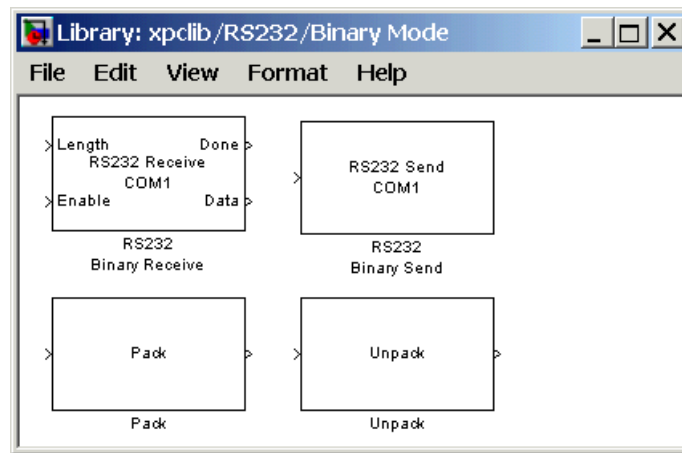 Library: xpclib/RS232/Binary Mode
File Edit View Format Help
Length Done
RS232 Receive
COM1
Enable Data
RS232
Binary Receive
RS232 Send
COM1
RS232
Binary Send
Pack
Pack
Unpack
Unpack